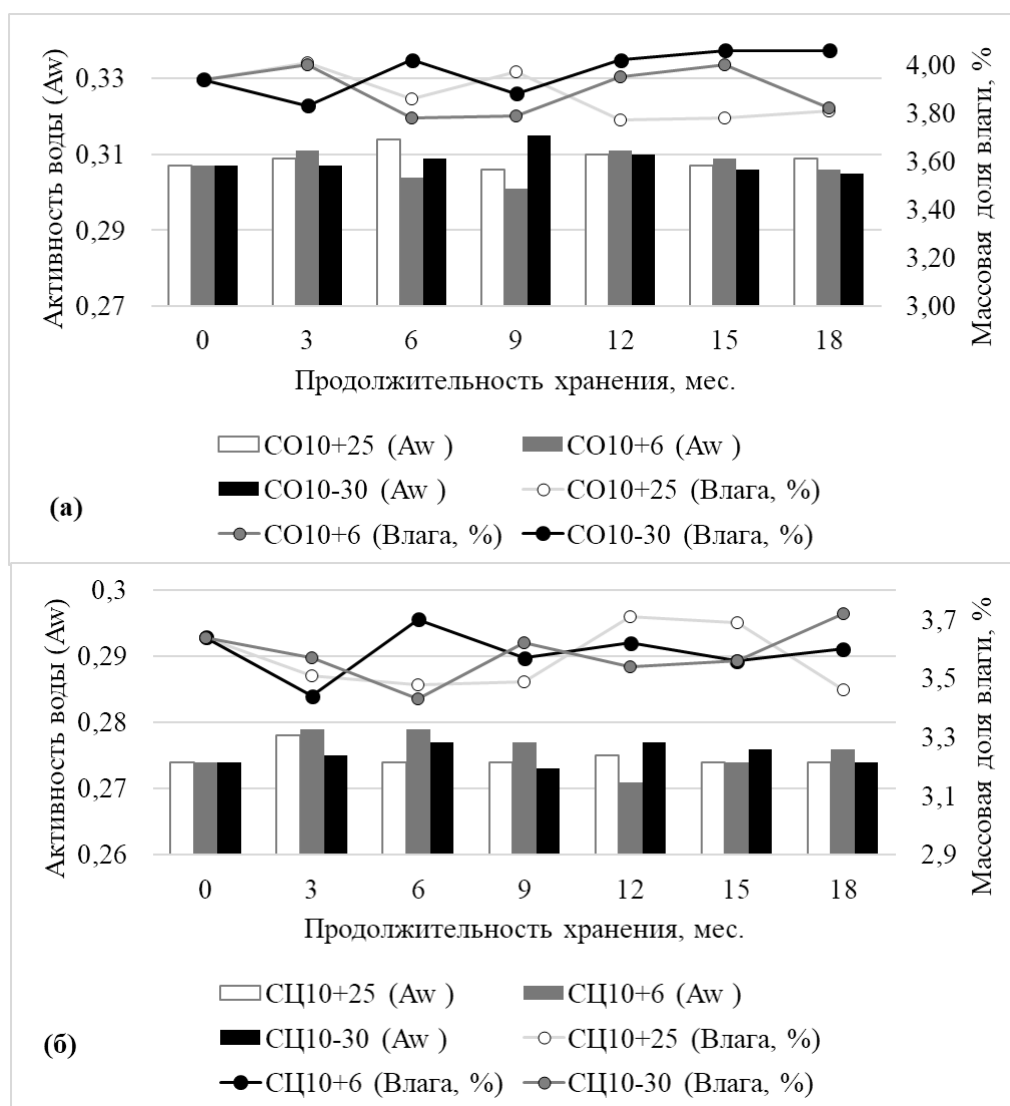 Активность воды (Aw)
0,33
0,31
0,29
0,27
4,00
3,80
3,60
3,40
3,20
3,00
Массовая доля влаги, %
0 3 6 9 12 15 18
Продолжительность хранения, мес.
СО10+25 (Aw ) СО10+6 (Aw )
СО10-30 (Aw ) СО10+25 (Влага, %)
СО10+6 (Влага, %) СО10-30 (Влага, %)
(а)
Активность воды (Aw)
0,3
0,29
0,28
0,27
0,26
3,7
3,5
3,3
3,1
2,9
Массовая доля влаги, %
0 3 6 9 12 15 18
Продолжительность хранения, мес.
СЦ10+25 (Aw ) СЦ10+6 (Aw )
СЦ10-30 (Aw ) СЦ10+25 (Влага, %)
СЦ10+6 (Влага, %) СЦ10-30 (Влага, %)
(б)